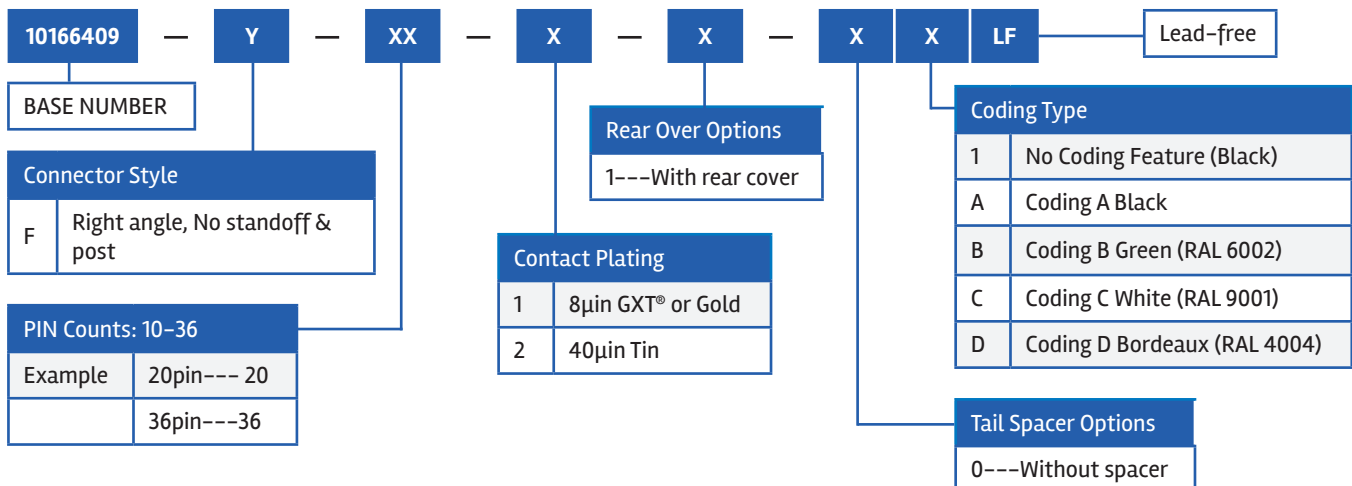 10166409 — Y — XX — X — X — X X LF Lead-free
BASE NUMBER
Connector Style
F Right angle, No standoff &
post
PIN Counts: 10-36
Example 20pin--- 20
36pin---36
Contact Plating
1 8µin GXT® or Gold
2 40µin Tin
Rear Over Options
1---With rear cover
Coding Type
1 No Coding Feature (Black)
A Coding A Black
B Coding B Green (RAL 6002)
C Coding C White (RAL 9001)
D Coding D Bordeaux (RAL 4004)
Tail Spacer Options
0---Without spacer